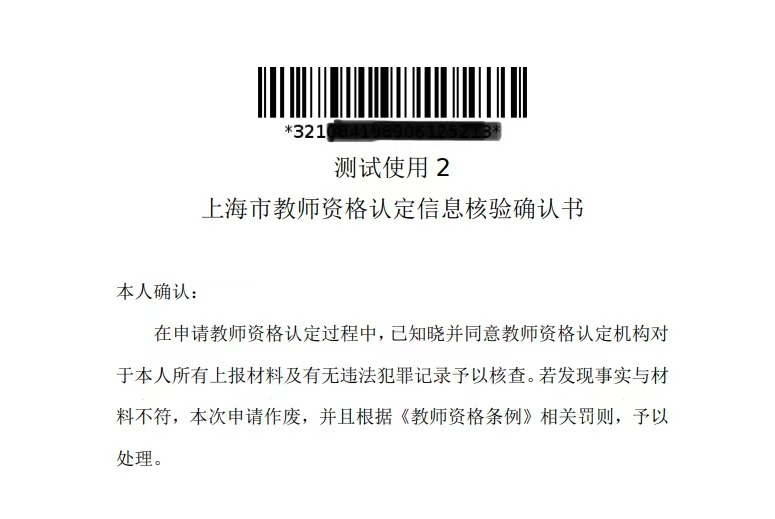 *321
测试使用 2
上海市教师资格认定信息核验确认书
本人确认：
在申请教师资格认定过程中，已知晓并同意教师资格认定机构对
于本人所有上报材料及有无违法犯罪记录予以核查。若发现事实与材
料不符，本次申请作废，并且根据《教师资格条例》相关罚则，予以
处理。